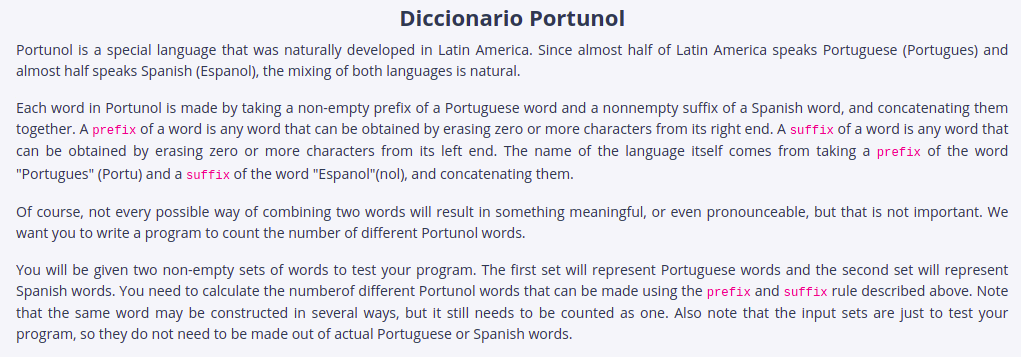 Diccionario Portunol
Portunol is a special language that was naturally developed in Latin America. Since almost half of Latin America speaks Portuguese (Portugues) and
almost half speaks Spanish (Espanol), the mixing of both languages is natural.
Each word in Portunol is made by taking a non-empty prefix of a Portuguese word and a nonnempty suffix of a Spanish word, and concatenating them
together. A prefix of a word is any word that can be obtained by erasing zero or more characters from its right end. A suffix of a word is any word that
can be obtained by erasing zero or more characters from its left end. The name of the language itself comes from taking a prefix of the word
"Portugues" (Portu) and a suffix of the word "Espanol"(nol), and concatenating them.
Of course, not every possible way of combining two words will result in something meaningful, or even pronounceable, but that is not important. We
want you to write a program to count the number of different Portunol words.
You will be given two non-empty sets of words to test your program. The first set will represent Portuguese words and the second set will represent
Spanish words. You need to calculate the numberof different Portunol words that can be made using the prefix and suffix rule described above. Note
that the same word may be constructed in several ways, but it still needs to be counted as one. Also note that the input sets are just to test your
program, so they do not need to be made out of actual Portuguese or Spanish words.